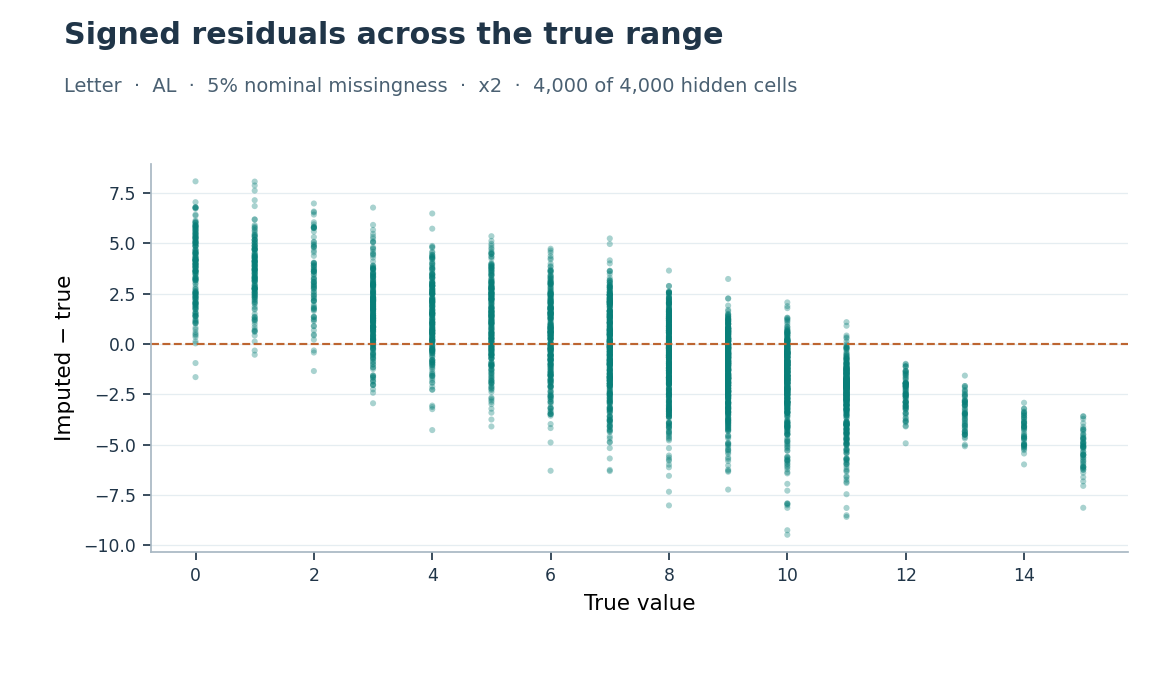 Signed residuals across the true range
Letter · AL · 5% nominal missingness · x2 · 4,000 of 4,000 hidden cells
Imputed − true
7.5
5.0
2.5
0.0
−2.5
−5.0
−7.5
−10.0
0 2 4 6 8 10 12 14
True value